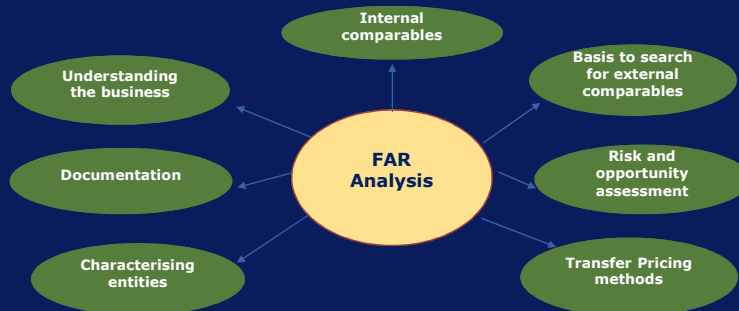 Internal
comparables
Understanding
the business
Basis to search
for external
comparables
FAR
Analysis
Documentation
Risk and
opportunity
assessment
Characterising
entities
Transfer Pricing
methods